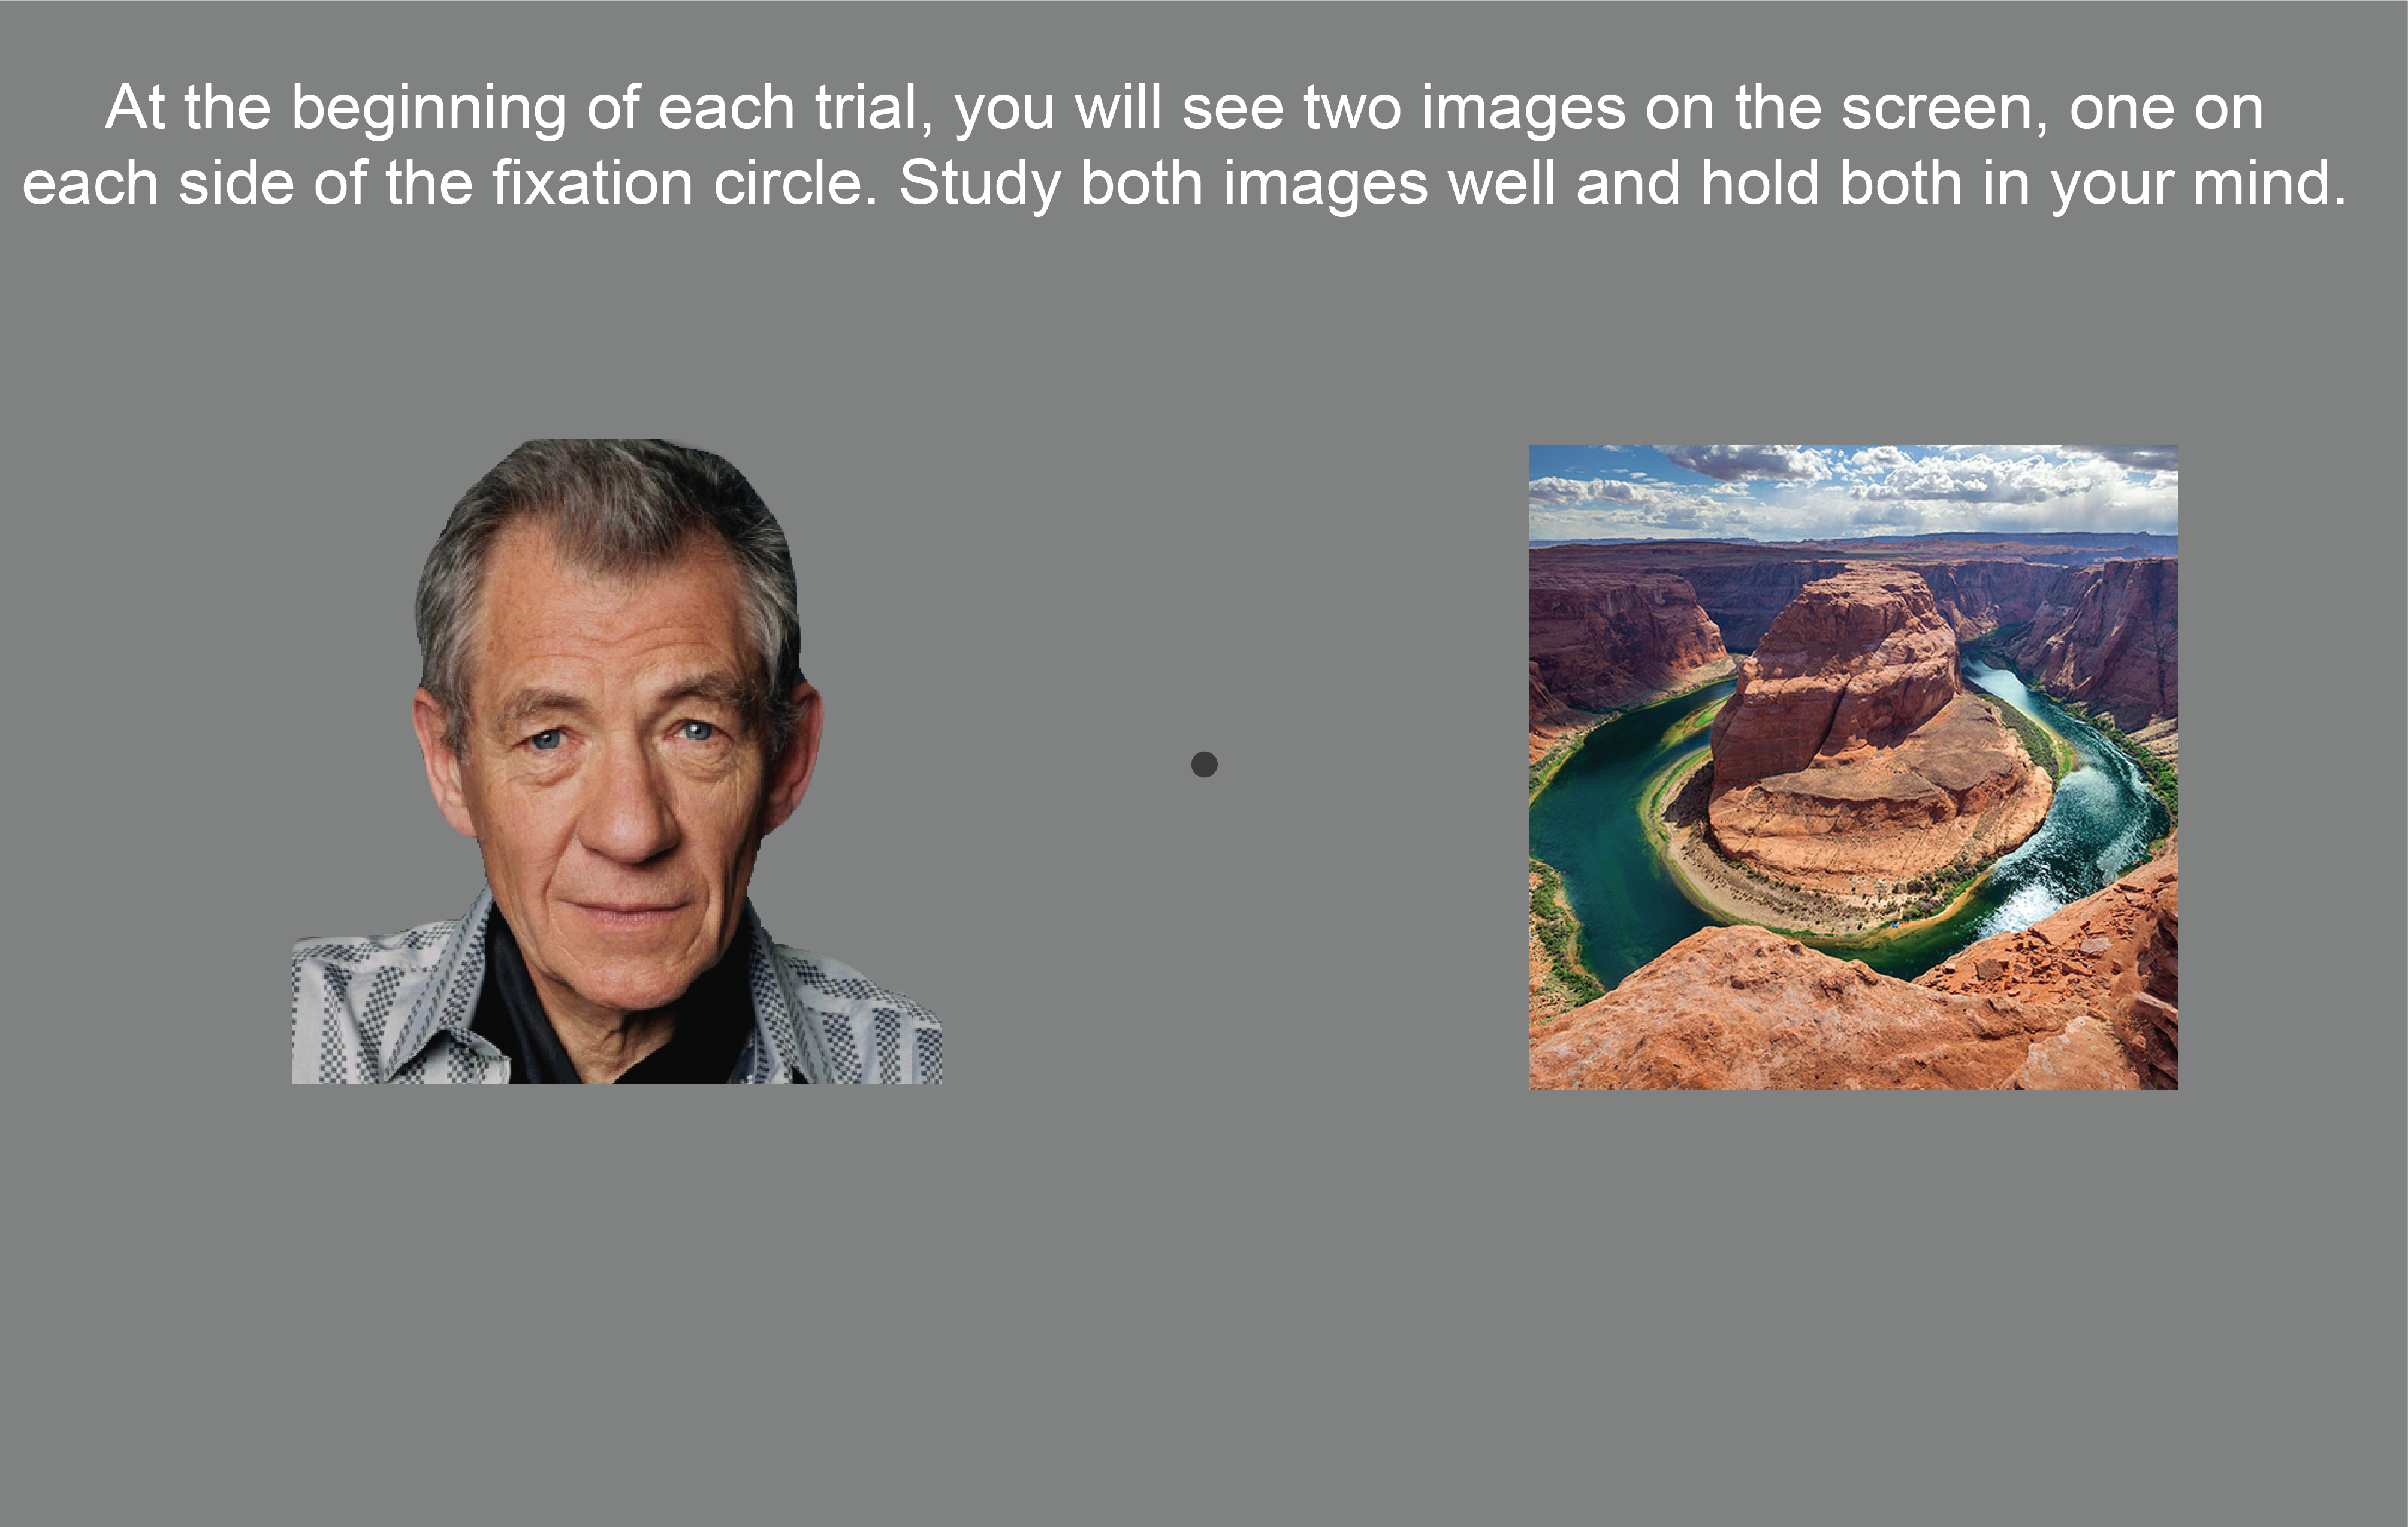 At the beginning of each trial, you will see two images on the screen, one on
each side of the fixation circle. Study both images well and hold both in your mind.